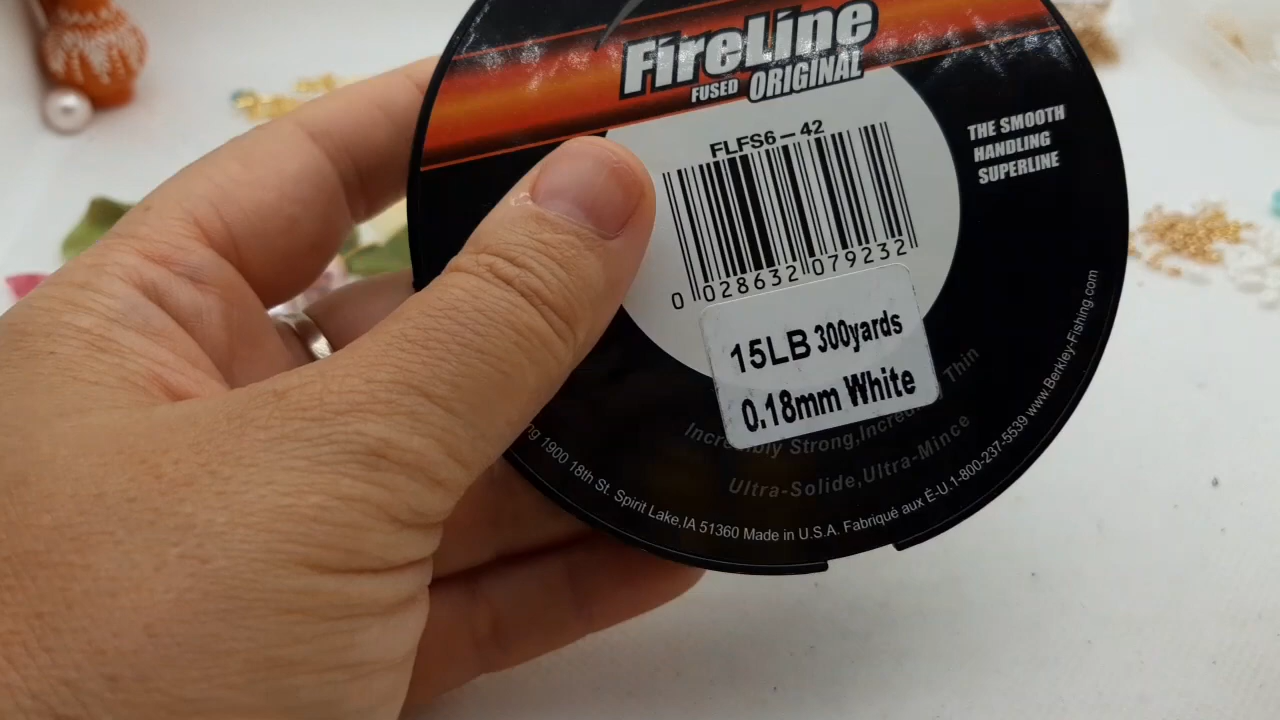 FireLine
FUSED ORIGINAL
THE SMOOTH
HANDLING
SUPERLINE
FLFS6-42
0 028632 079232
15LB 300yards
0.18mm White
Strong, Thin
Ultra-Solide,Ultra-Mince
1900 18th St. Spirit Lake,IA 51360 Made in U.S.A. Fabriqué aux É-U.1-800-237-5539 www.Berkley-Fishing.com